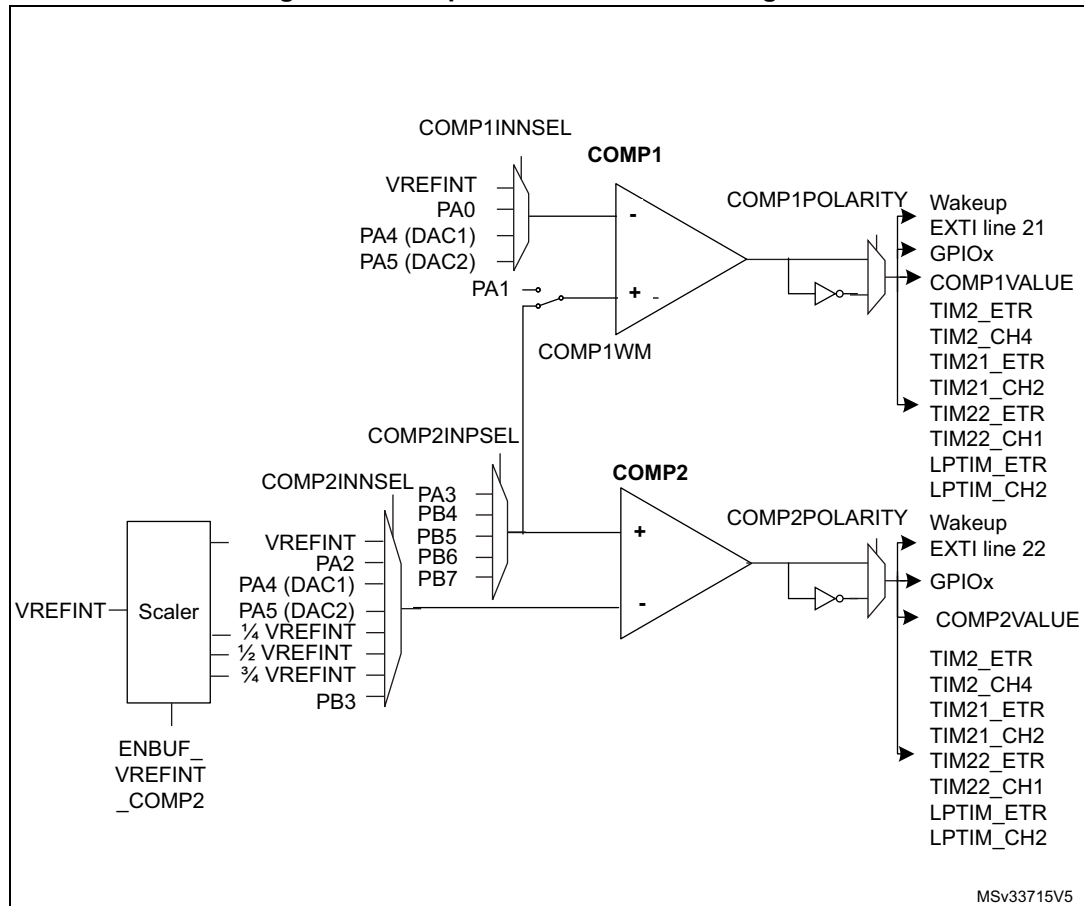 COMP1INNSEL
COMP1
VREFINT
PA0
PA4 (DAC1)
PA5 (DAC2)
PA1
-
+
-
COMP1WM
COMP1POLARITY
Wakeup
EXTI line 21
GPIOx
COMP1VALUE
TIM2_ETR
TIM2_CH4
TIM21_ETR
TIM21_CH2
TIM22_ETR
TIM22_CH1
LPTIM_ETR
LPTIM_CH2
COMP2INPSEL
PA3
PB4
PB5
PB6
PB7
COMP2INNSEL
VREFINT
PA2
PA4 (DAC1)
PA5 (DAC2)
¼ VREFINT
½ VREFINT
¾ VREFINT
PB3
VREFINT
Scaler
ENBUF_
VREFINT
_COMP2
COMP2
+
-
COMP2POLARITY
Wakeup
EXTI line 22
GPIOx
COMP2VALUE
TIM2_ETR
TIM2_CH4
TIM21_ETR
TIM21_CH2
TIM22_ETR
TIM22_CH1
LPTIM_ETR
LPTIM_CH2
MSv33715V5